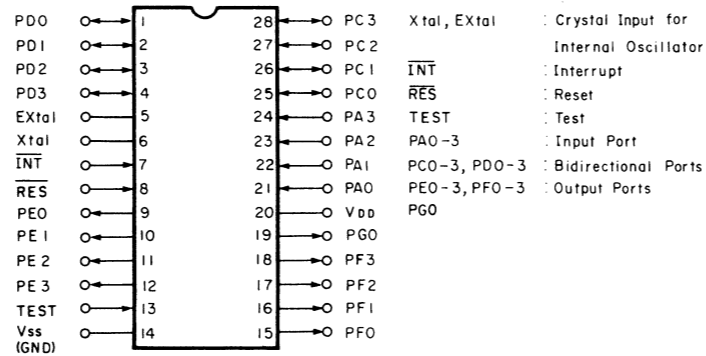 PD0 1 28 PC3 Xtal, EXtal : Crystal Input for
PD1 2 27 PC2 Internal Oscillator
PD2 3 26 PC1 INT : Interrupt
PD3 4 25 PC0 RES : Reset
EXtal 5 24 PA3 TEST : Test
Xtal 6 23 PA2 PA0-3 : Input Port
INT 7 22 PA1 PC0-3, PD0-3 : Bidirectional Ports
RES 8 21 PA0 PE0-3, PF0-3 : Output Ports
PE0 9 20 VDD PG0
PE1 10 19 PG0
PE2 11 18 PF3
PE3 12 17 PF2
TEST 13 16 PF1
Vss 14 15 PF0
(GND)